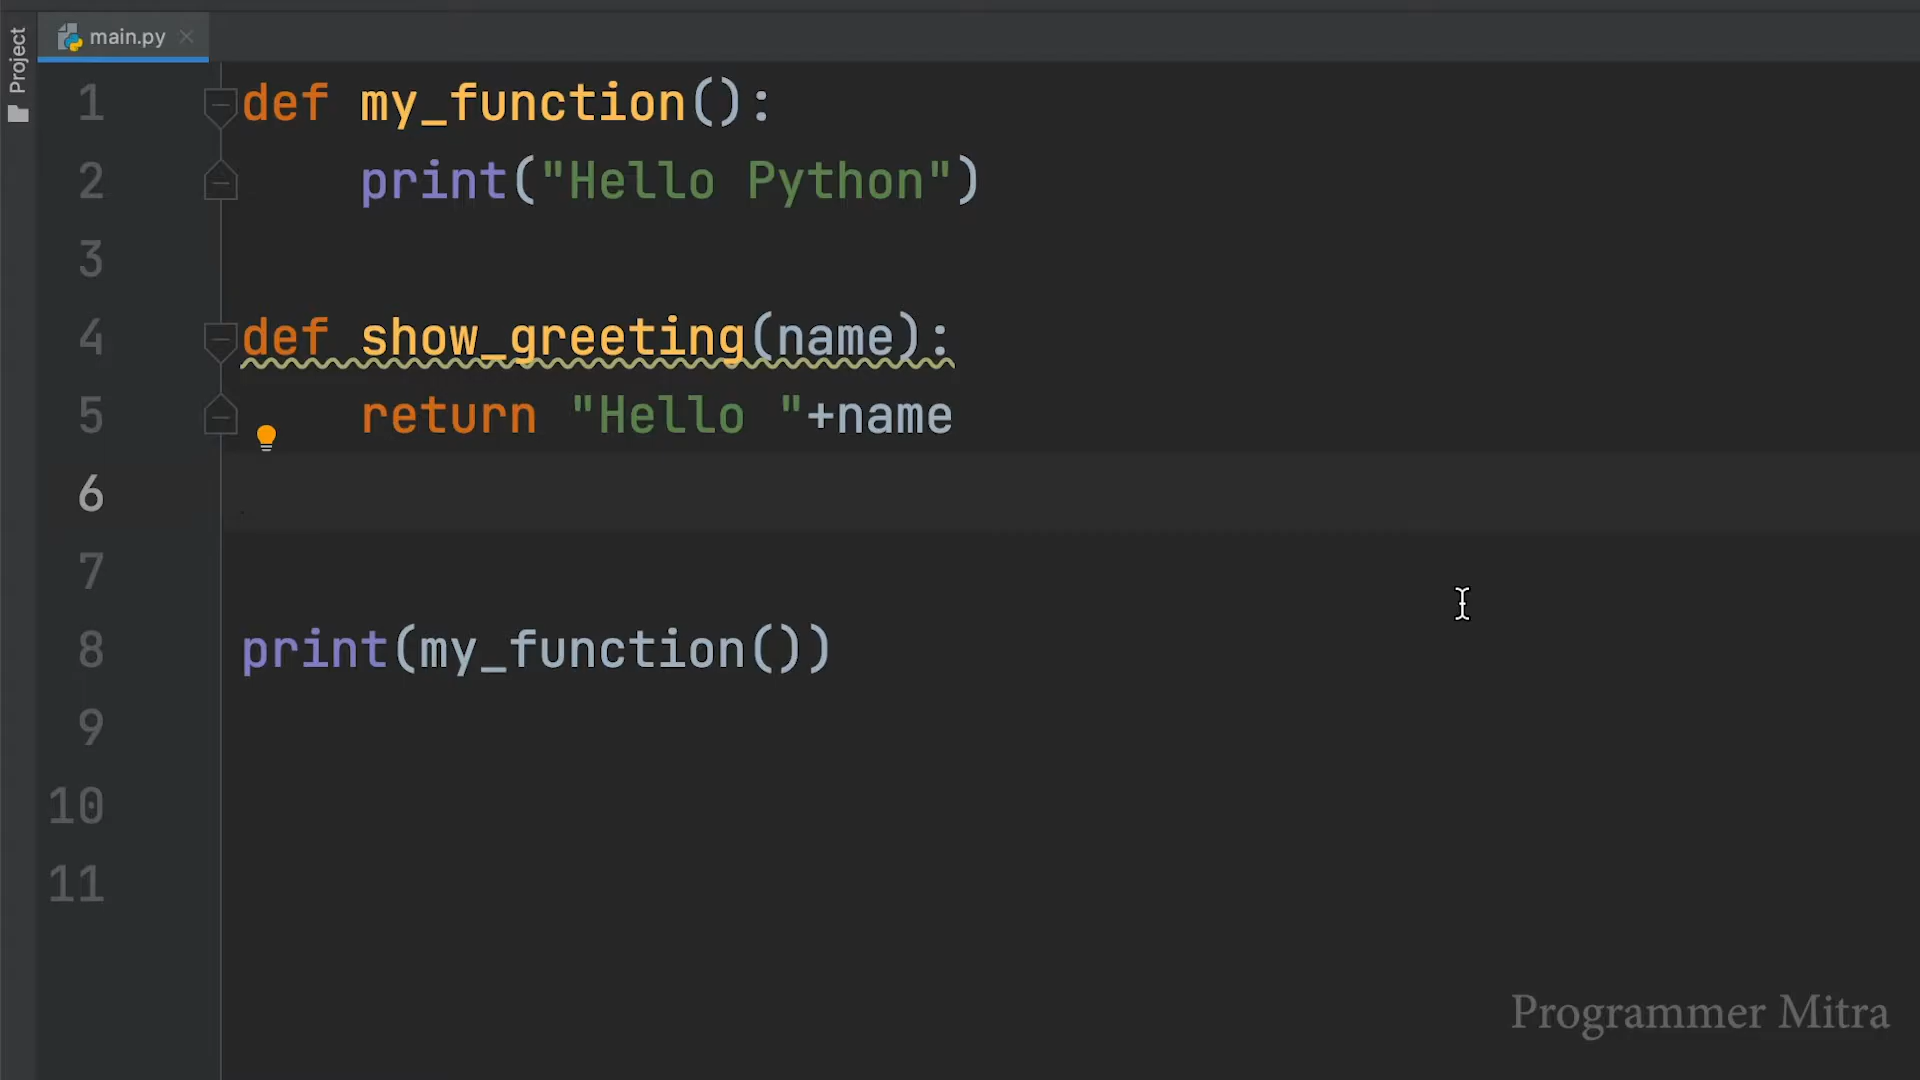 Project
main.py
1 def my_function():
2     print("Hello Python")
3
4 def show_greeting(name):
5     return "Hello "+name
6
7
8 print(my_function())
9
10
11
Programmer Mitra